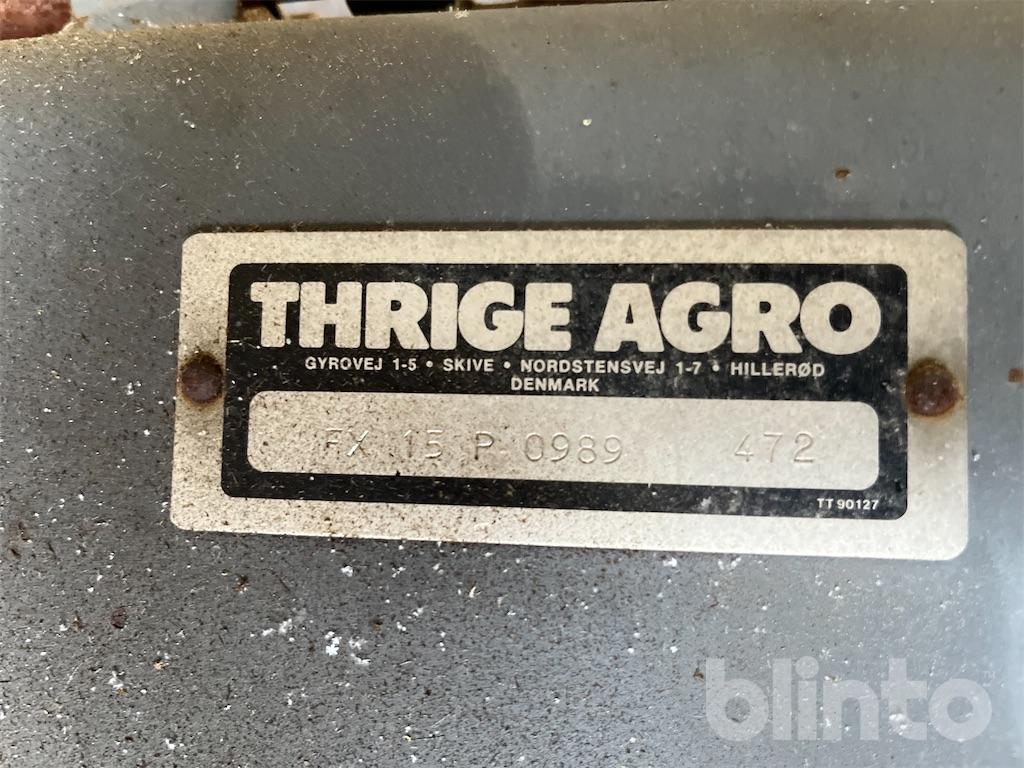 THRIGE AGRO
GYROVEJ 1-5 • SKIVE • NORDSTENSVEJ 1-7 • HILLERØD
DENMARK
FX 15 P 0989 472
TT 90127
blinto